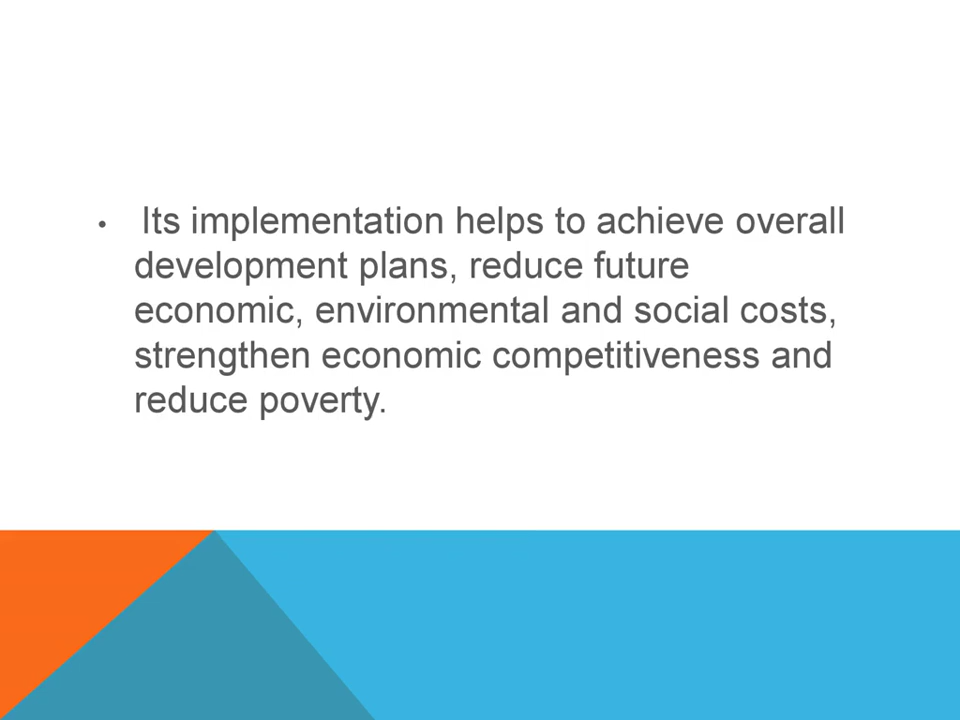 • Its implementation helps to achieve overall
development plans, reduce future
economic, environmental and social costs,
strengthen economic competitiveness and
reduce poverty.